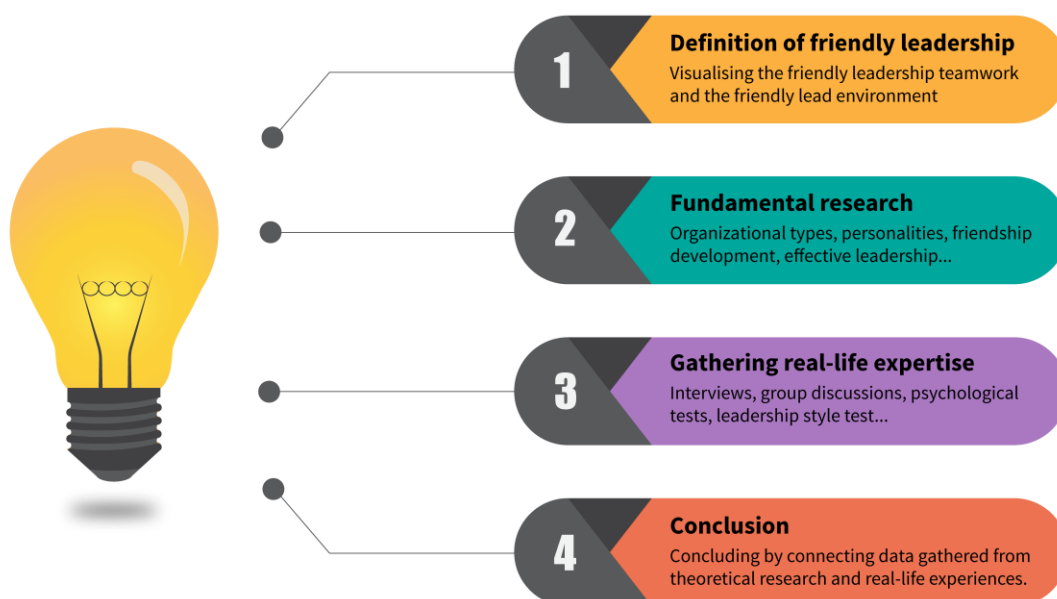 1
Definition of friendly leadership
Visualising the friendly leadership teamwork
and the friendly lead environment
2
Fundamental research
Organizational types, personalities, friendship
development, effective leadership...
3
Gathering real-life expertise
Interviews, group discussions, psychological
tests, leadership style test...
4
Conclusion
Concluding by connecting data gathered from
theoretical research and real-life experiences.